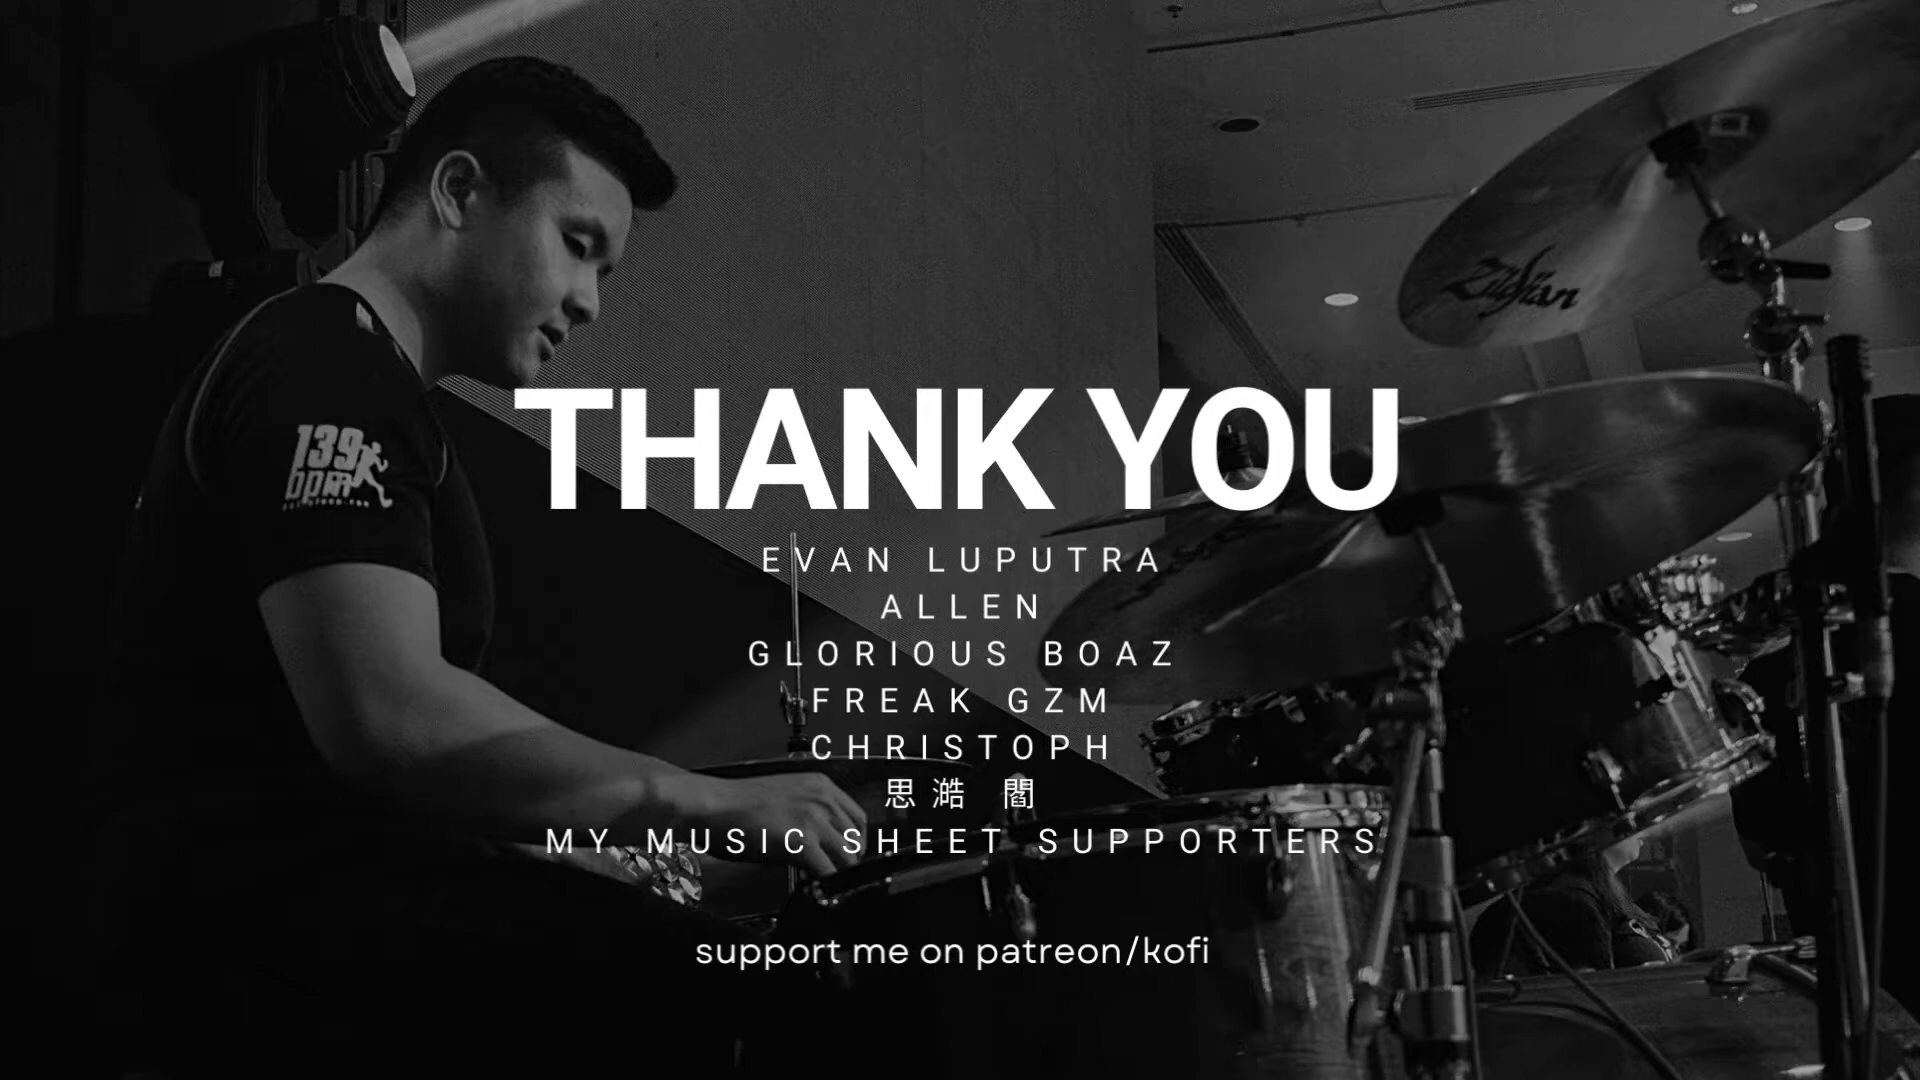 139
bpm
Zildjian
THANK YOU
EVAN LUPUTRA
ALLEN
GLORIOUS BOAZ
FREAK GZM
CHRISTOPH
思澔 閻
MY MUSIC SHEET SUPPORTERS
support me on patreon/kofi